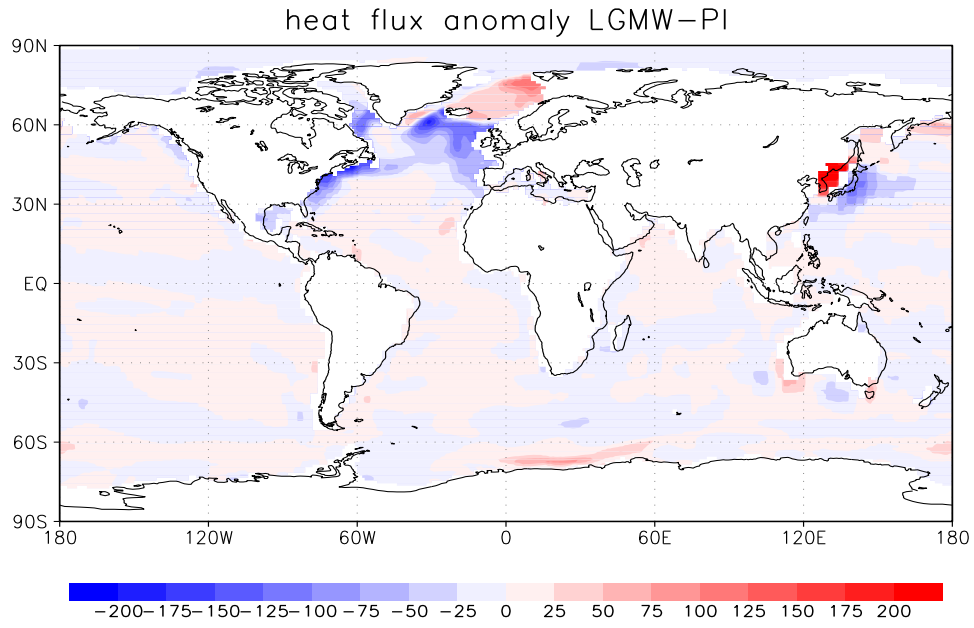 heat flux anomaly LGMW-PI
90N
60N
30N
EQ
30S
60S
90S
180 120W 60W 0 60E 120E 180
-200-175-150-125-100-75 -50 -25 0 25 50 75 100 125 150 175 200